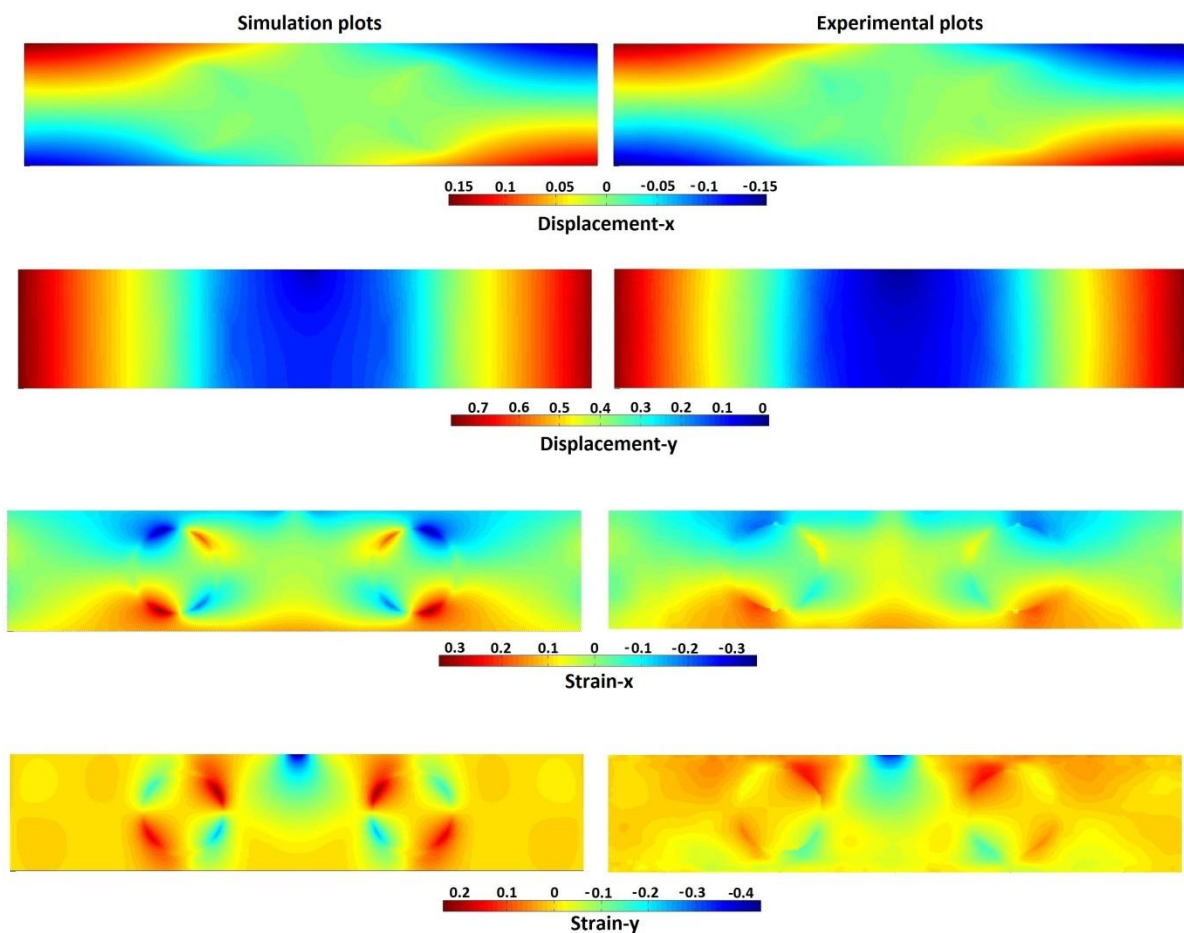 Simulation plots
Experimental plots
0.15 0.1 0.05 0 -0.05 -0.1 -0.15
Displacement-x
0.7 0.6 0.5 0.4 0.3 0.2 0.1 0
Displacement-y
0.3 0.2 0.1 0 -0.1 -0.2 -0.3
Strain-x
0.2 0.1 0 -0.1 -0.2 -0.3 -0.4
Strain-y